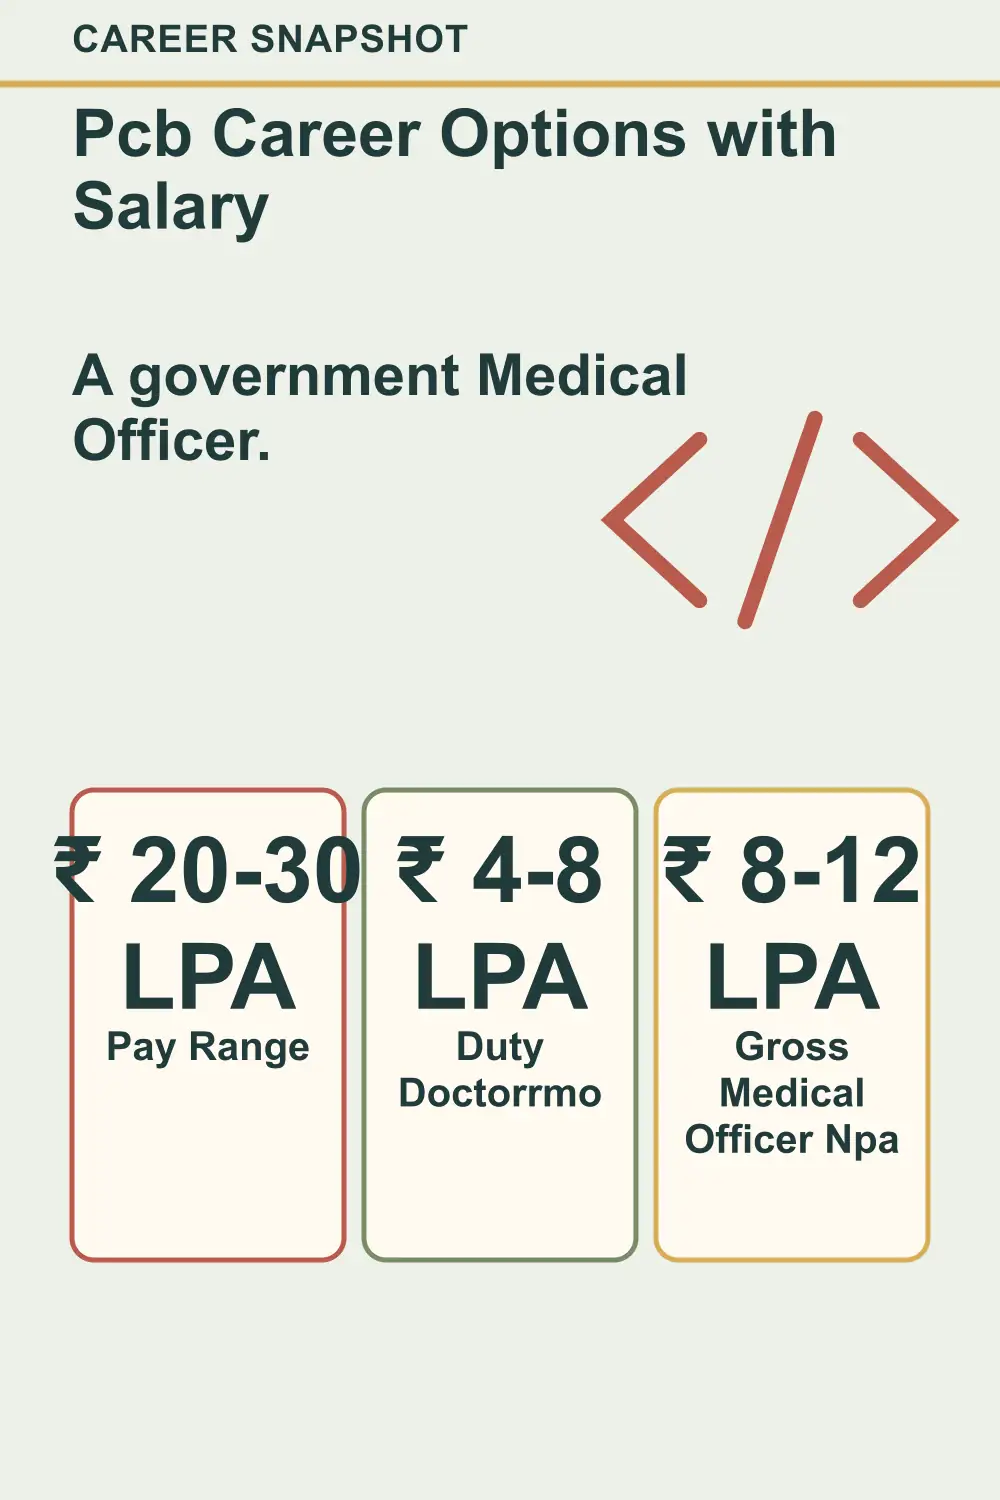 CAREER SNAPSHOT
Pcb Career Options with
Salary
A government Medical
Officer.
₹ 20-30
LPA
Pay Range
₹ 4-8
LPA
Duty
Doctorrmo
₹ 8-12
LPA
Gross
Medical
Officer Npa